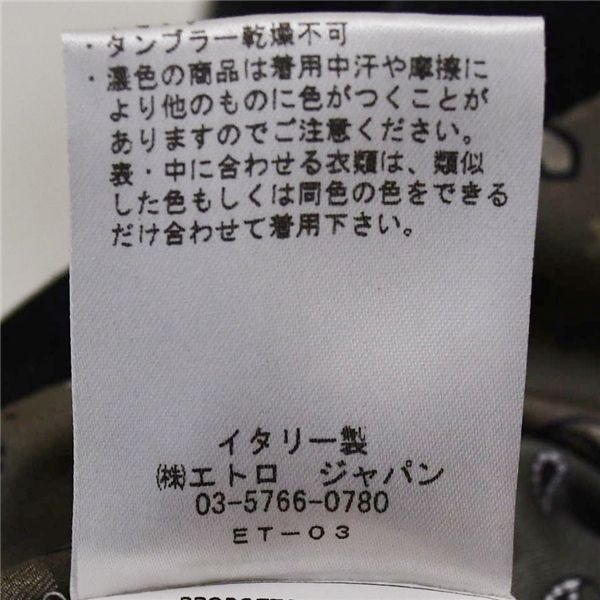 ・タンブラー乾燥不可
・濃色の商品は着用中汗や摩擦に
より他のものに色がつくことが
ありますのでご注意ください。
表・中に合わせる衣類は、類似
した色もしくは同色の色をできる
だけ合わせて着用下さい。
イタリー製
㈱エトロ ジャパン
03-5766-0780
ET-03